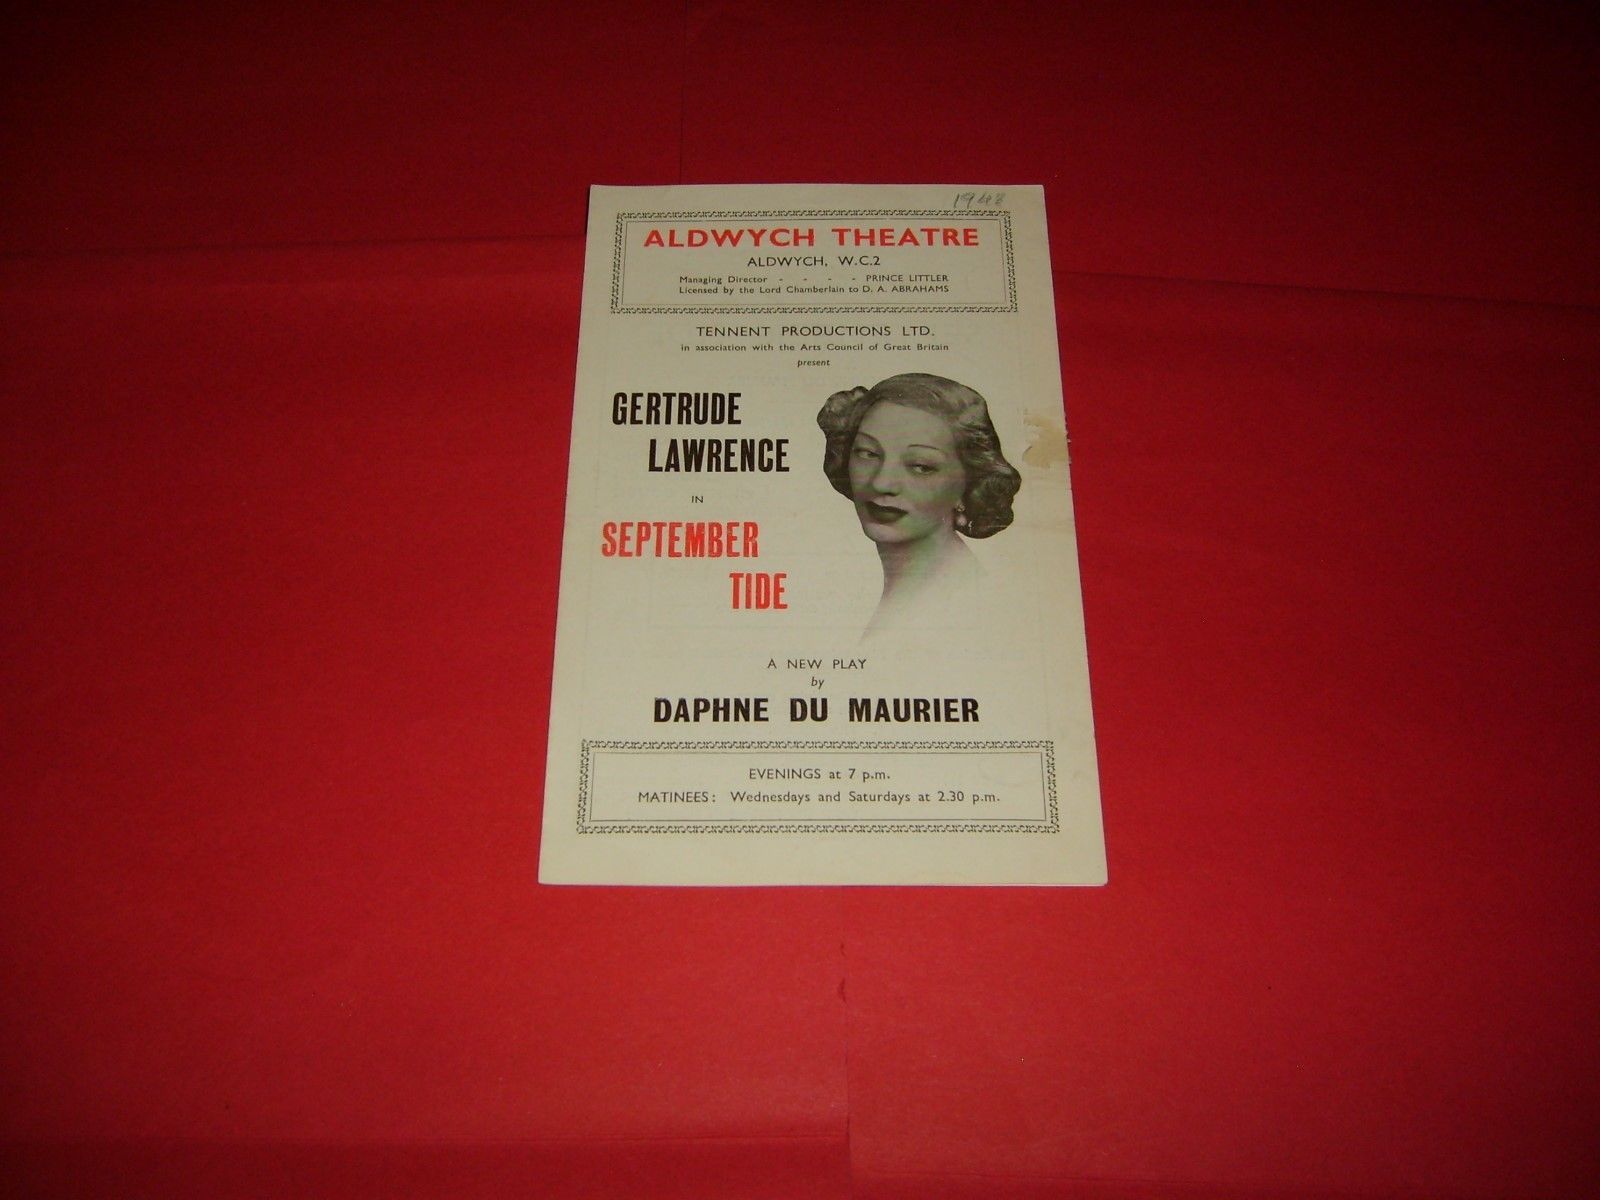 1948
ALDWYCH THEATRE
ALDWYCH, W.C.2
Managing Director - - - - PRINCE LITTLER
Licensed by the Lord Chamberlain to D. A. ABRAHAMS
TENNENT PRODUCTIONS LTD.
in association with the Arts Council of Great Britain
present
GERTRUDE
LAWRENCE
IN
SEPTEMBER
TIDE
A NEW PLAY
by
DAPHNE DU MAURIER
EVENINGS at 7 p.m.
MATINEES: Wednesdays and Saturdays at 2.30 p.m.